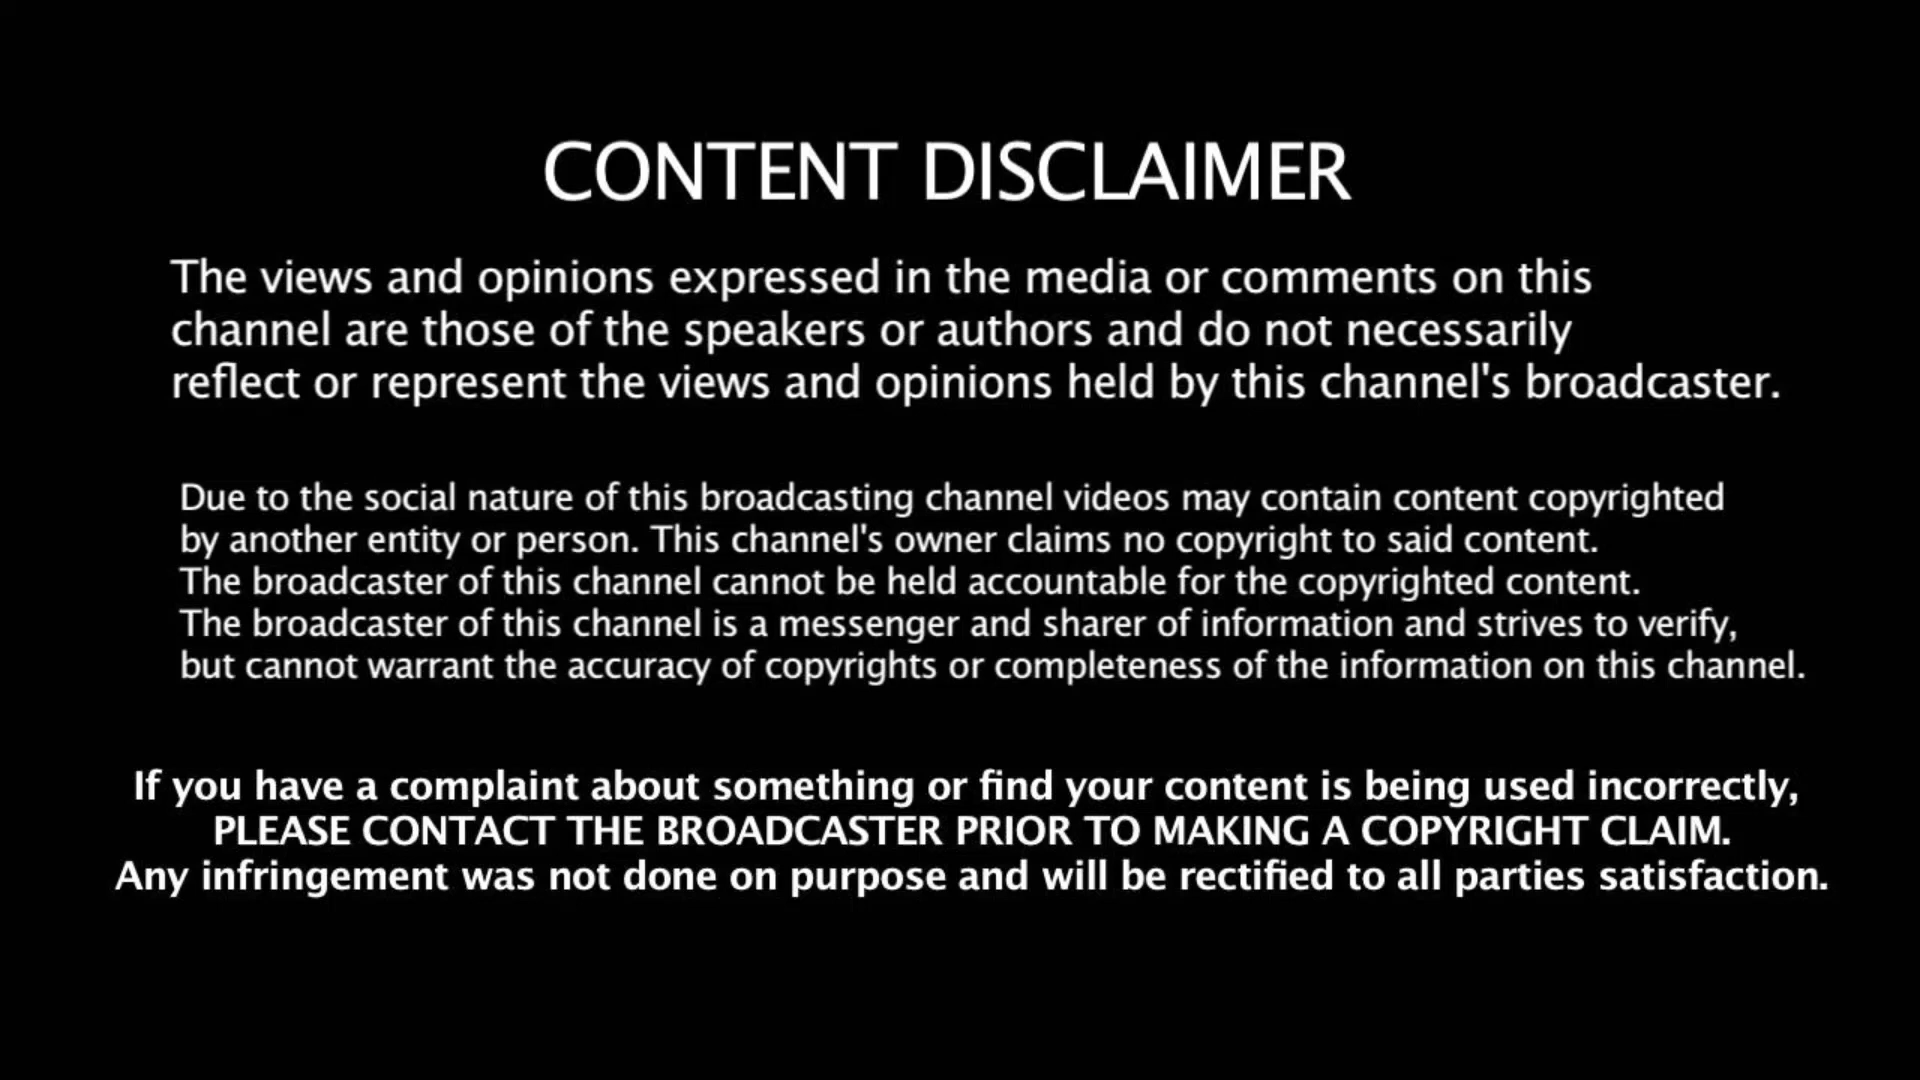 CONTENT DISCLAIMER
The views and opinions expressed in the media or comments on this
channel are those of the speakers or authors and do not necessarily
reflect or represent the views and opinions held by this channel's broadcaster.
Due to the social nature of this broadcasting channel videos may contain content copyrighted
by another entity or person. This channel's owner claims no copyright to said content.
The broadcaster of this channel cannot be held accountable for the copyrighted content.
The broadcaster of this channel is a messenger and sharer of information and strives to verify,
but cannot warrant the accuracy of copyrights or completeness of the information on this channel.
If you have a complaint about something or find your content is being used incorrectly,
PLEASE CONTACT THE BROADCASTER PRIOR TO MAKING A COPYRIGHT CLAIM.
Any infringement was not done on purpose and will be rectified to all parties satisfaction.